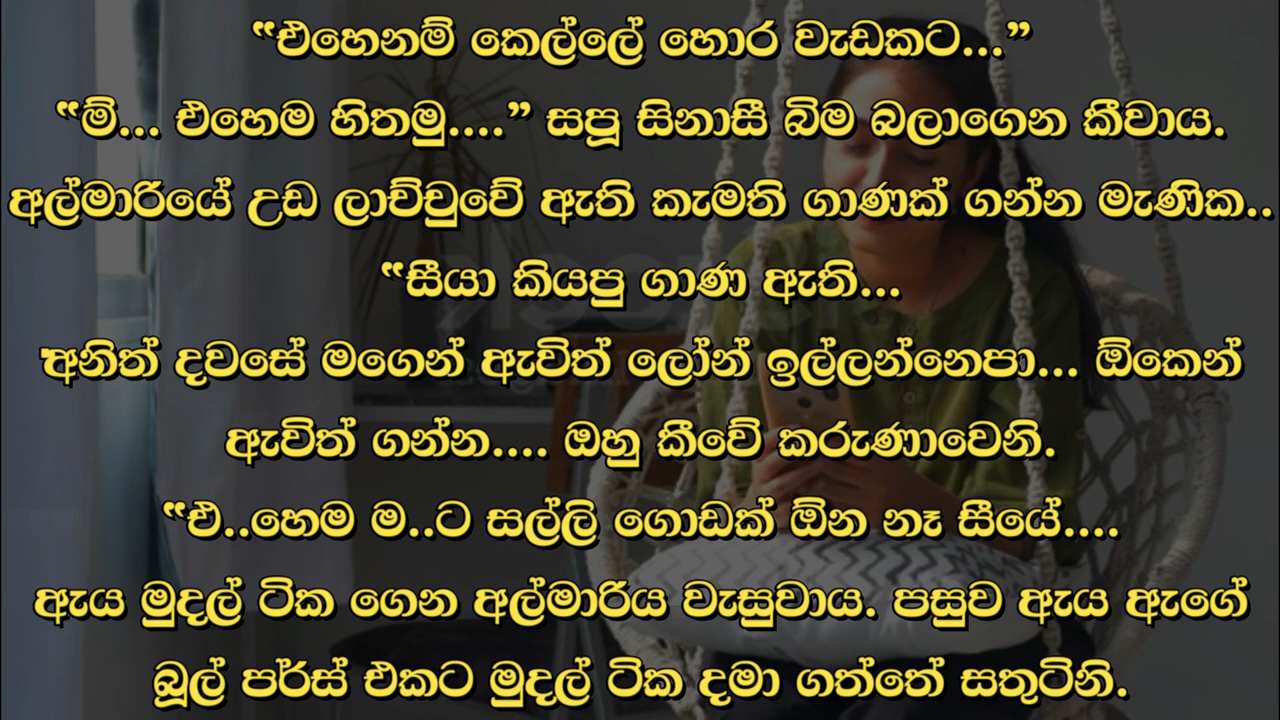 “එහෙනම් කෙල්ලේ හොර වැඩකට...”
“ම්... එහෙම හිතමු....” සපූ සිනාසී බිම බලාගෙන කීවාය.
අල්මාරියේ උඩ ලාච්චුවේ ඇති කැමති ගාණක් ගන්න මැණික..
“සීයා කියපු ගාණ ඇති...
අනිත් දවසේ මගෙන් ඇවිත් ලෝන් ඉල්ලන්නෙපා... ඕකෙන්
ඇවිත් ගන්න.... ඔහු කීවේ කරුණාවෙනි.
“එ..හෙම ම..ට සල්ලි ගොඩක් ඕන නෑ සීයේ....
ඇය මුදල් ටික ගෙන අල්මාරිය වැසුවාය. පසුව ඇය ඇගේ
බූල් පර්ස් එකට මුදල් ටික දමා ගත්තේ සතුටිනි.